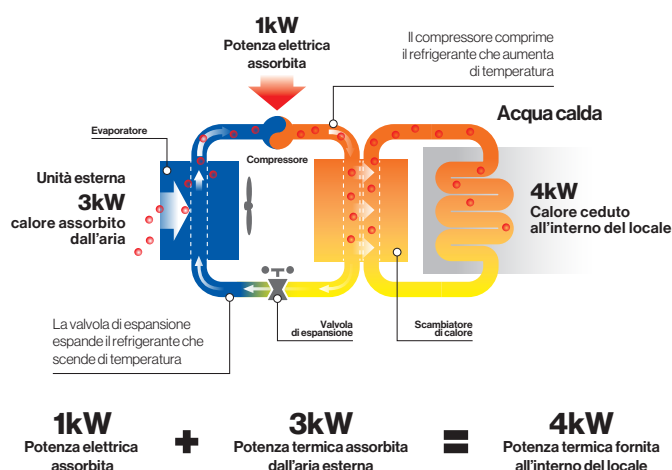 1kW
Potenza elettrica
assorbita
Il compressore comprime
il refrigerante che aumenta
di temperatura
Acqua calda
Evaporatore
Compressore
Unità esterna
3kW
calore assorbito
dall'aria
4kW
Calore ceduto
all'interno del locale
La valvola di espansione
espande il refrigerante che
scende di temperatura
Valvola
di espansione
Scambiatore
di calore
1kW
Potenza elettrica
assorbita
+
3kW
Potenza termica assorbita
dall'aria esterna
=
4kW
Potenza termica fornita
all'interno del locale